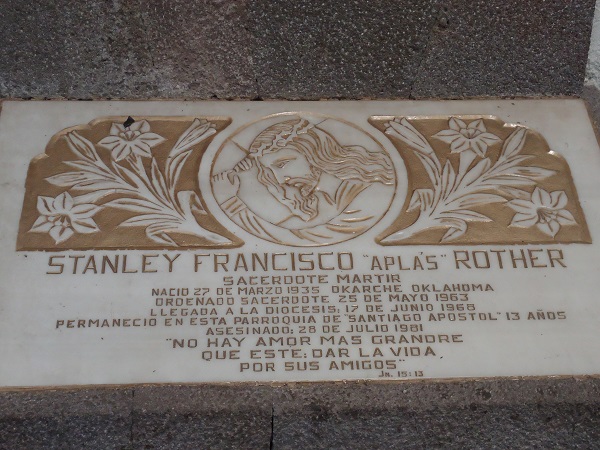 STANLEY FRANCISCO "APLA'S" ROTHER
SACERDOTE MARTIR
NACIO 27 DE MARZO 1935 OKARCHE OKLAHOMA
ORDENADO SACERDOTE 25 DE MAYO 1963
LLEGADA A LA DIOCESIS: 17 DE JUNIO 1968
PERMANECIO EN ESTA PARROQUIA DE "SANTIAGO APOSTOL" 13 AÑOS
ASESINADO: 28 DE JULIO 1981
"NO HAY AMOR MAS GRANDRE
QUE ESTE: DAR LA VIDA,
POR SUS AMIGOS"
Jn. 15:13